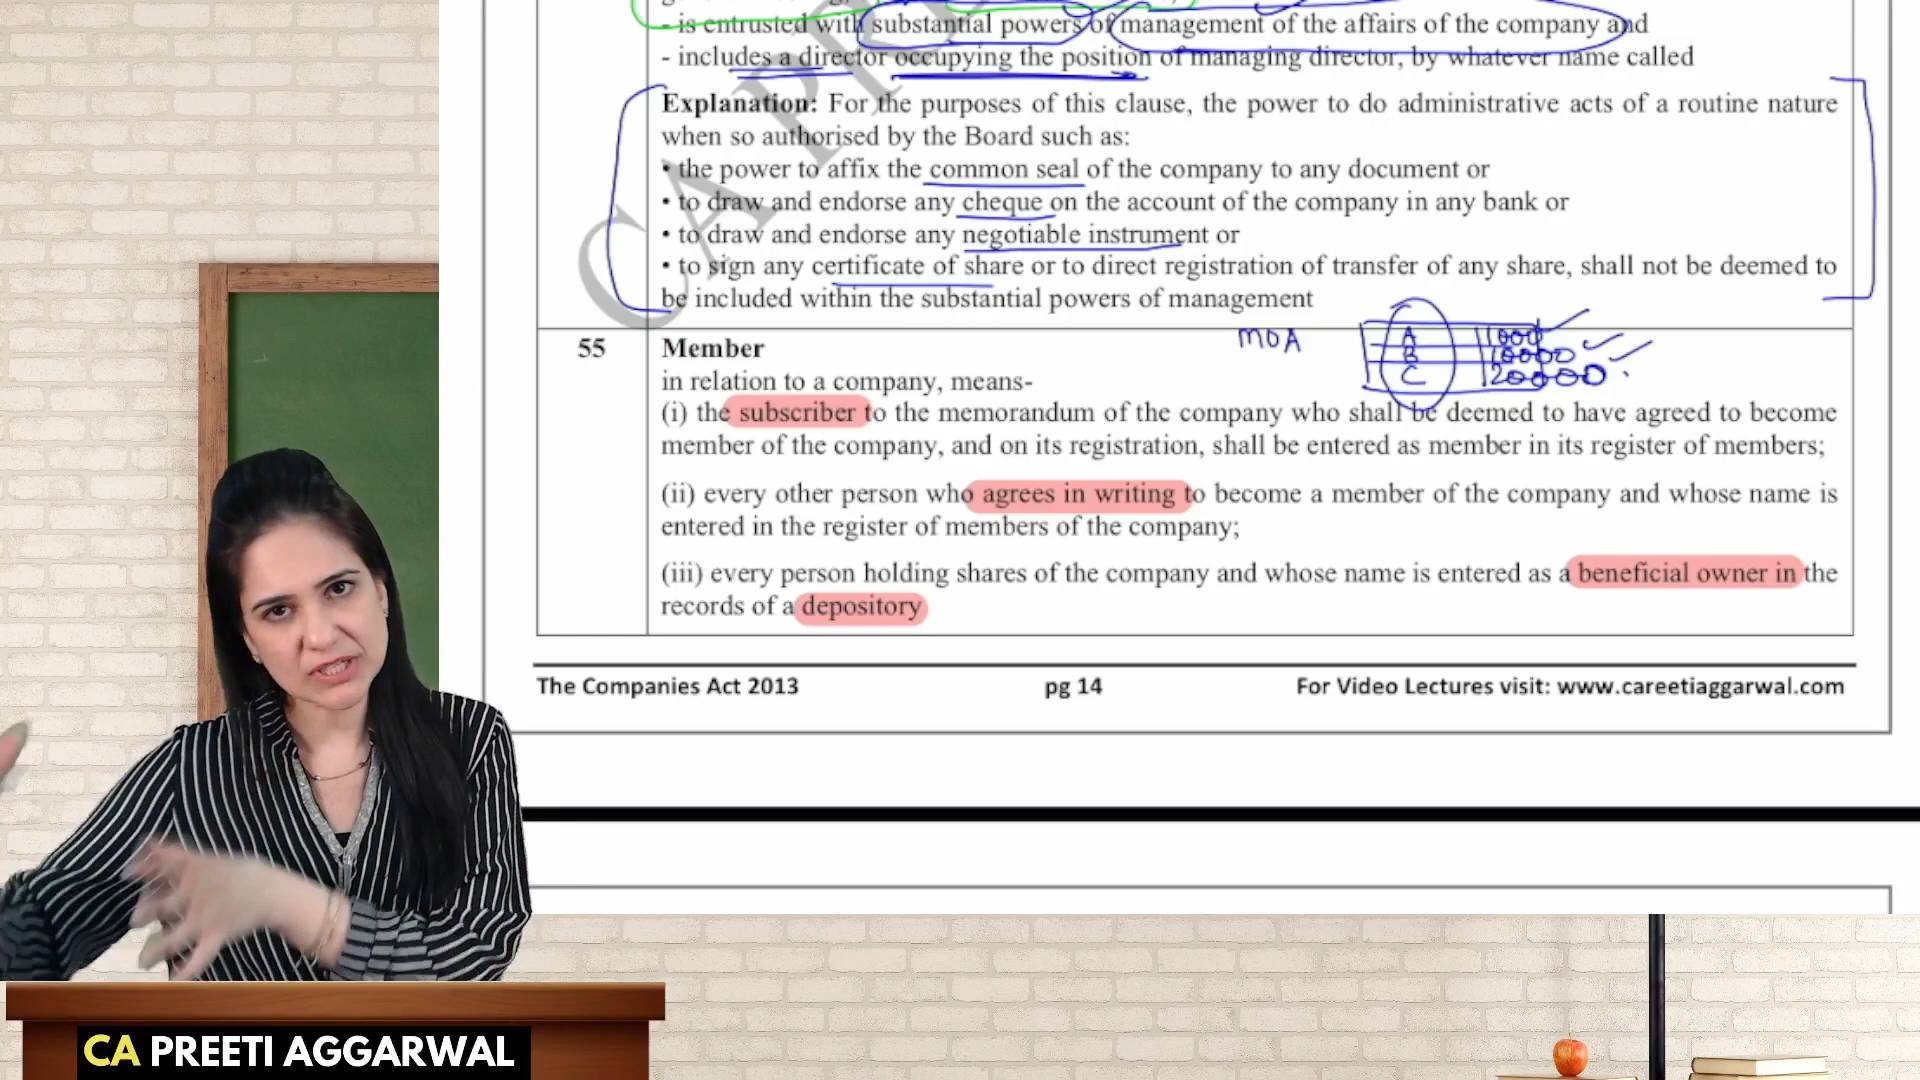 - is entrusted with substantial powers of management of the affairs of the company and
- includes a director occupying the position of managing director, by whatever name called
Explanation: For the purposes of this clause, the power to do administrative acts of a routine nature
when so authorised by the Board such as:
• the power to affix the common seal of the company to any document or
• to draw and endorse any cheque on the account of the company in any bank or
• to draw and endorse any negotiable instrument or
• to sign any certificate of share or to direct registration of transfer of any share, shall not be deemed to
be included within the substantial powers of management
55
Member
MOA
A 1000
B 10000
C 20000
in relation to a company, means-
(i) the subscriber to the memorandum of the company who shall be deemed to have agreed to become
member of the company, and on its registration, shall be entered as member in its register of members;
(ii) every other person who agrees in writing to become a member of the company and whose name is
entered in the register of members of the company;
(iii) every person holding shares of the company and whose name is entered as a beneficial owner in the
records of a depository
The Companies Act 2013 pg 14 For Video Lectures visit: www.careetiaggarwal.com
CA PREETI AGGARWAL